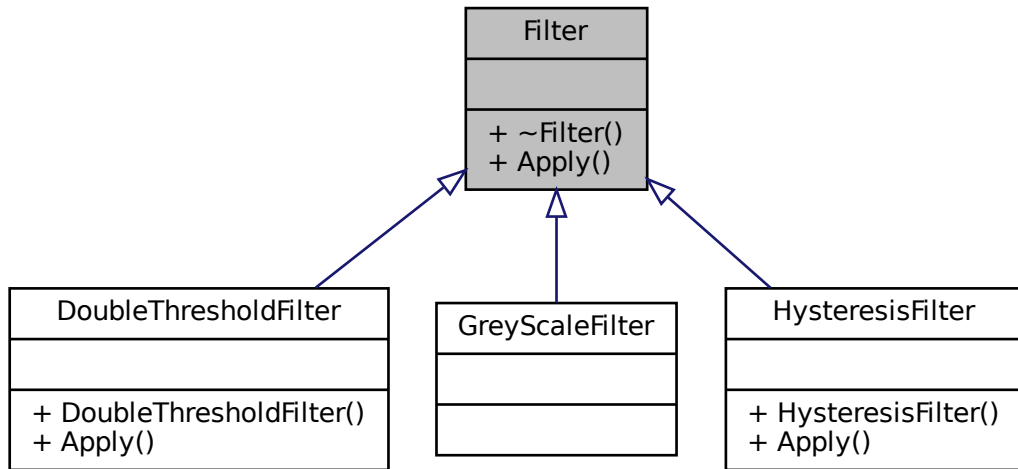 Filter
+ ~Filter()
+ Apply()
DoubleThresholdFilter
+ DoubleThresholdFilter()
+ Apply()
GreyScaleFilter
HysteresisFilter
+ HysteresisFilter()
+ Apply()